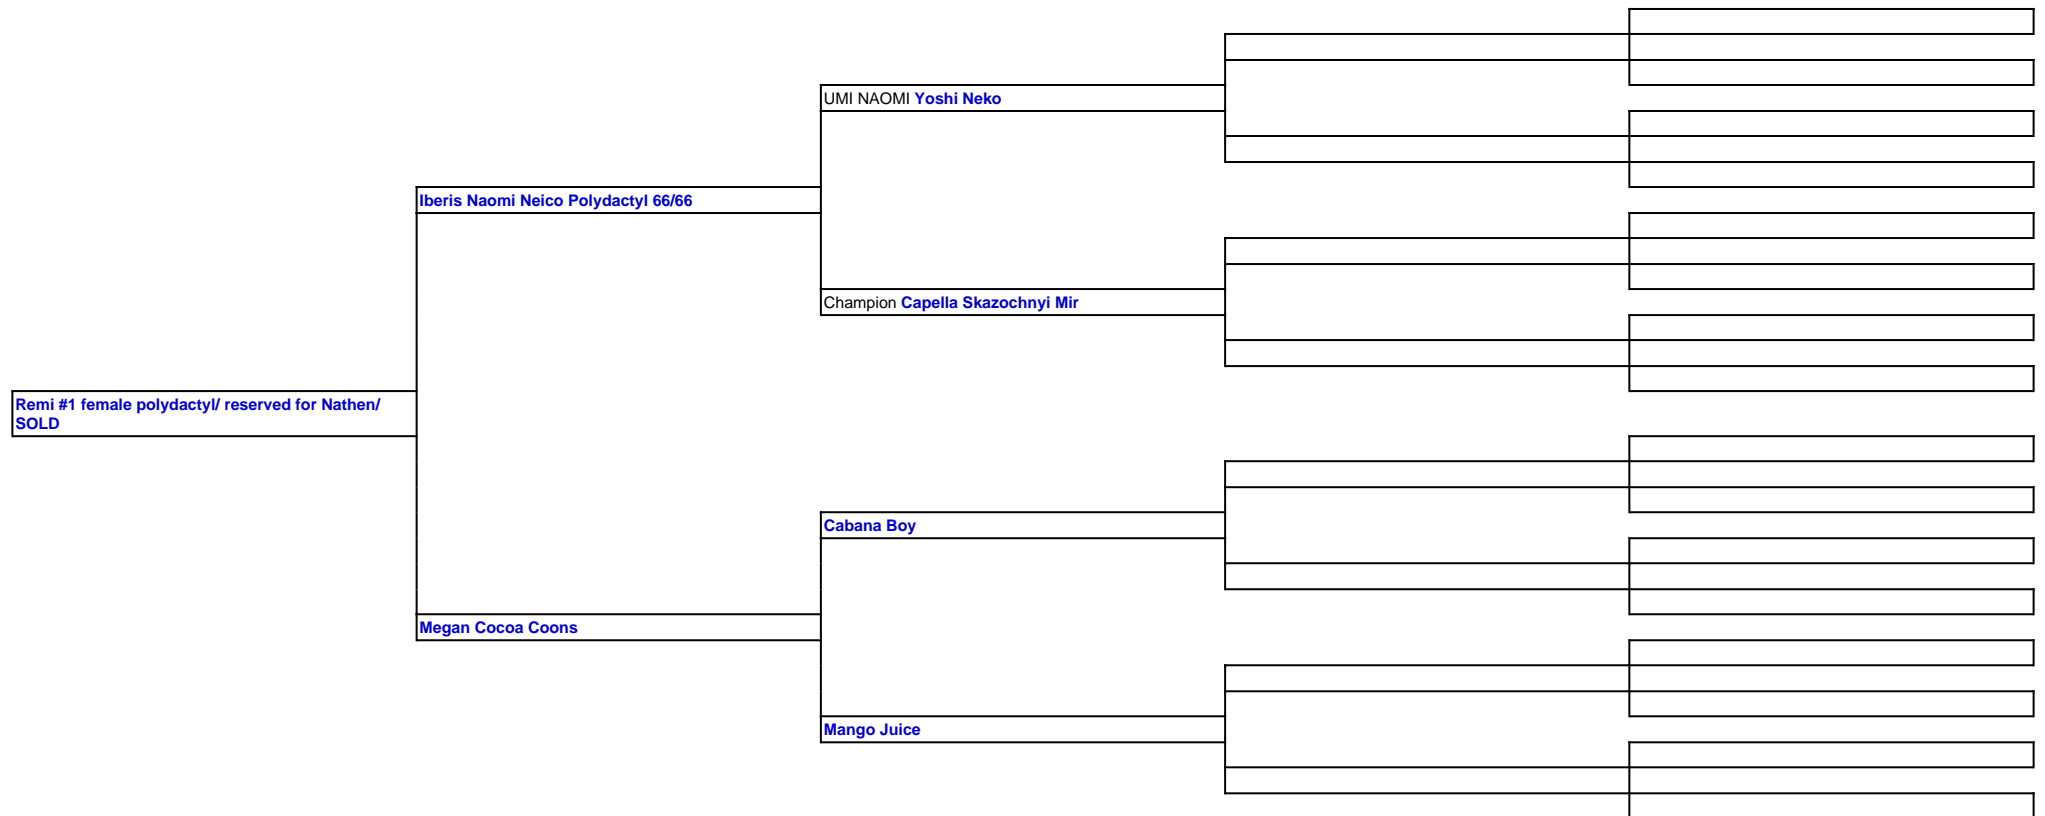 UMI NAOMI Yoshi Neko
Iberis Naomi Neico Polydactyl 66/66
Champion Capella Skazochnyi Mir
Remi #1 female polydactyl/ reserved for Nathen/
SOLD
Cabana Boy
Megan Cocoa Coons
Mango Juice